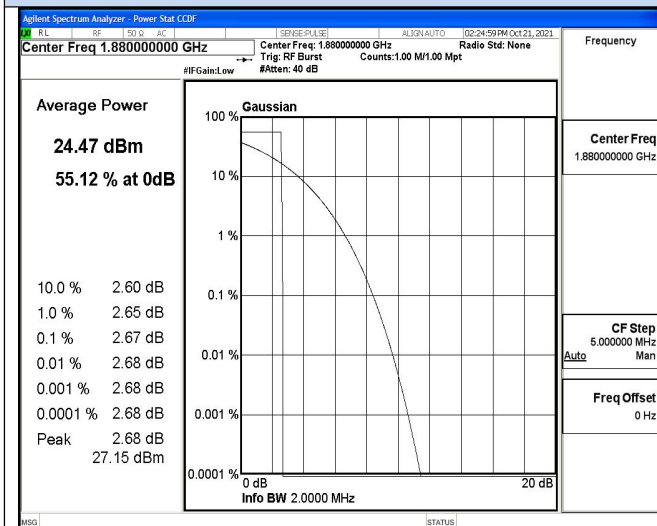 Agilent Spectrum Analyzer - Power Stat CCDF
LXI RL RF 50 Ω AC SENSE:PULSE ALIGN AUTO 02:24:59 PM Oct 21, 2021
Center Freq 1.880000000 GHz
Center Freq: 1.880000000 GHz Radio Std: None
Trig: RF Burst Counts:1.00 M/1.00 Mpt
#IFGain:Low #Atten: 40 dB
Frequency
Average Power
24.47 dBm
55.12 % at 0dB
10.0 % 2.60 dB
1.0 % 2.65 dB
0.1 % 2.67 dB
0.01 % 2.68 dB
0.001 % 2.68 dB
0.0001 % 2.68 dB
Peak 2.68 dB
27.15 dBm
Gaussian
100 %
10 %
1 %
0.1 %
0.01 %
0.001 %
0.0001 %
0 dB 20 dB
Info BW 2.0000 MHz
Center Freq
1.880000000 GHz
CF Step
5.000000 MHz
Auto Man
Freq Offset
0 Hz
MSG STATUS